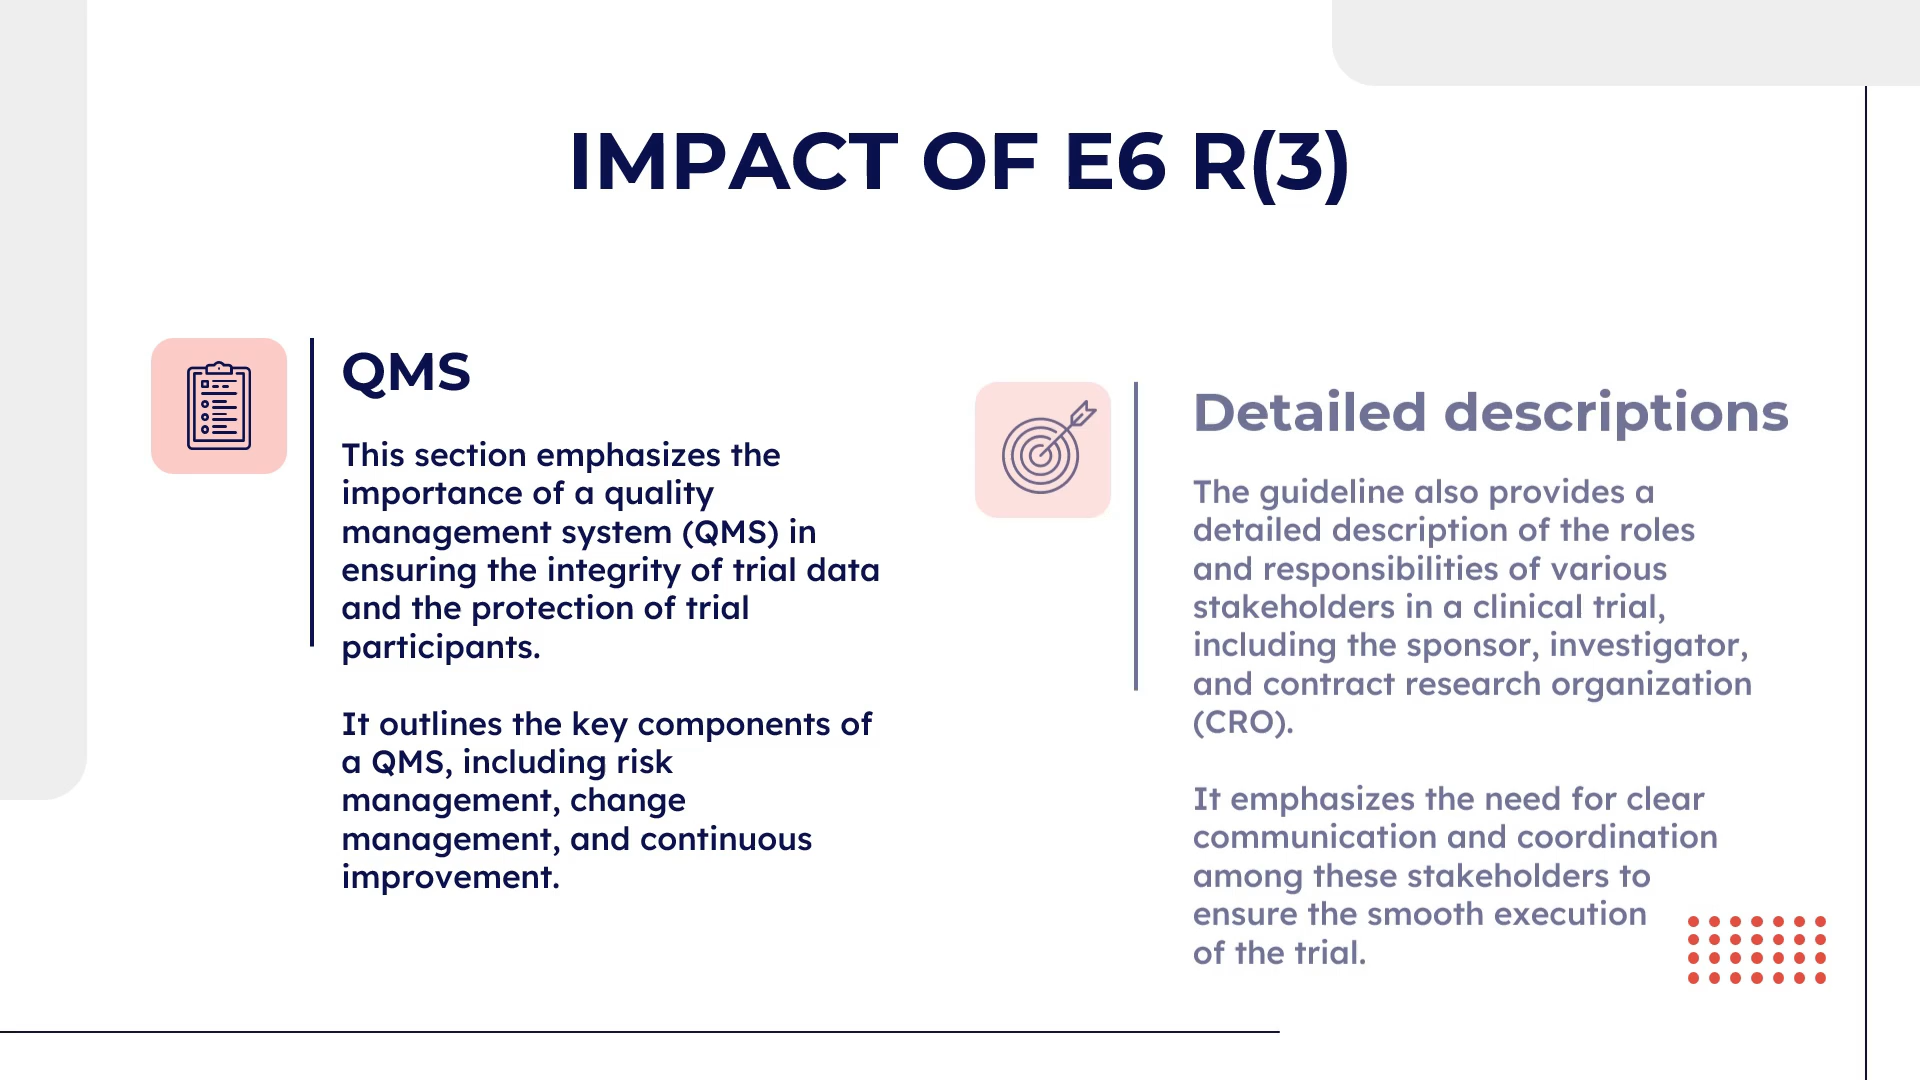 IMPACT OF E6 R(3)
QMS
This section emphasizes the
importance of a quality
management system (QMS) in
ensuring the integrity of trial data
and the protection of trial
participants.
It outlines the key components of
a QMS, including risk
management, change
management, and continuous
improvement.
Detailed descriptions
The guideline also provides a
detailed description of the roles
and responsibilities of various
stakeholders in a clinical trial,
including the sponsor, investigator,
and contract research organization
(CRO).
It emphasizes the need for clear
communication and coordination
among these stakeholders to
ensure the smooth execution
of the trial.